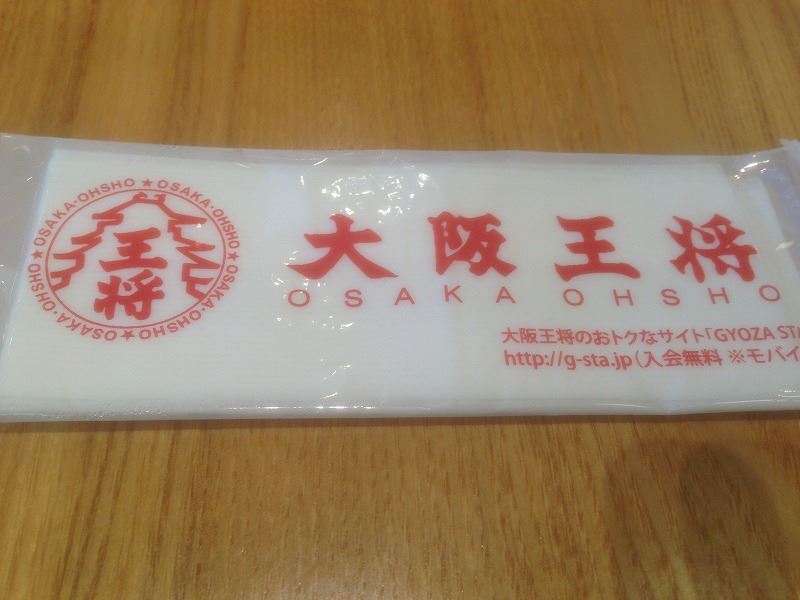 OSAKA・OHSHO★OSAKA・OHSHO★OSAKA・OHSHO★OSAKA・OHSHO★
王将
大阪王将
OSAKA OHSHO
大阪王将のおトクなサイト「GYOZA STA
http://g-sta.jp(入会無料 ※モバイ